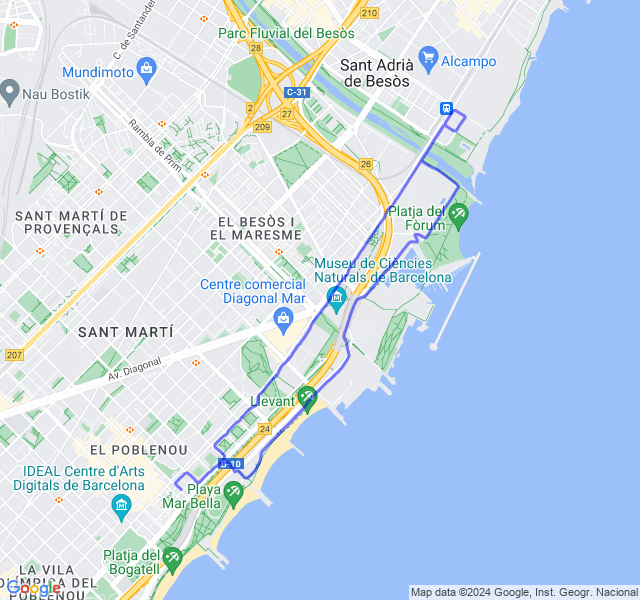 210
Parc Fluvial del Besòs
C. de Santander
28
Sant Adrià
de Besòs
Alcampo
Mundimoto
C-31
Nau Bostik
2
27
209
Rambla de Prim
26
SANT MARTÍ DE
PROVENÇALS
EL BESÒS I
EL MARESME
Platja del
Fòrum
Museu de Ciències
Naturals de Barcelona
Centre comercial
Diagonal Mar
SANT MARTÍ
207
Av. Diagonal
Llevant
24
EL POBLENOU
B-10
IDEAL Centre d'Arts
Digitals de Barcelona
Playa
Mar Bella
Platja del
Bogatell
LA VILA
OLÍMPICA DEL
POBLENOU
Google
Map data ©2024 Google, Inst. Geogr. Nacional